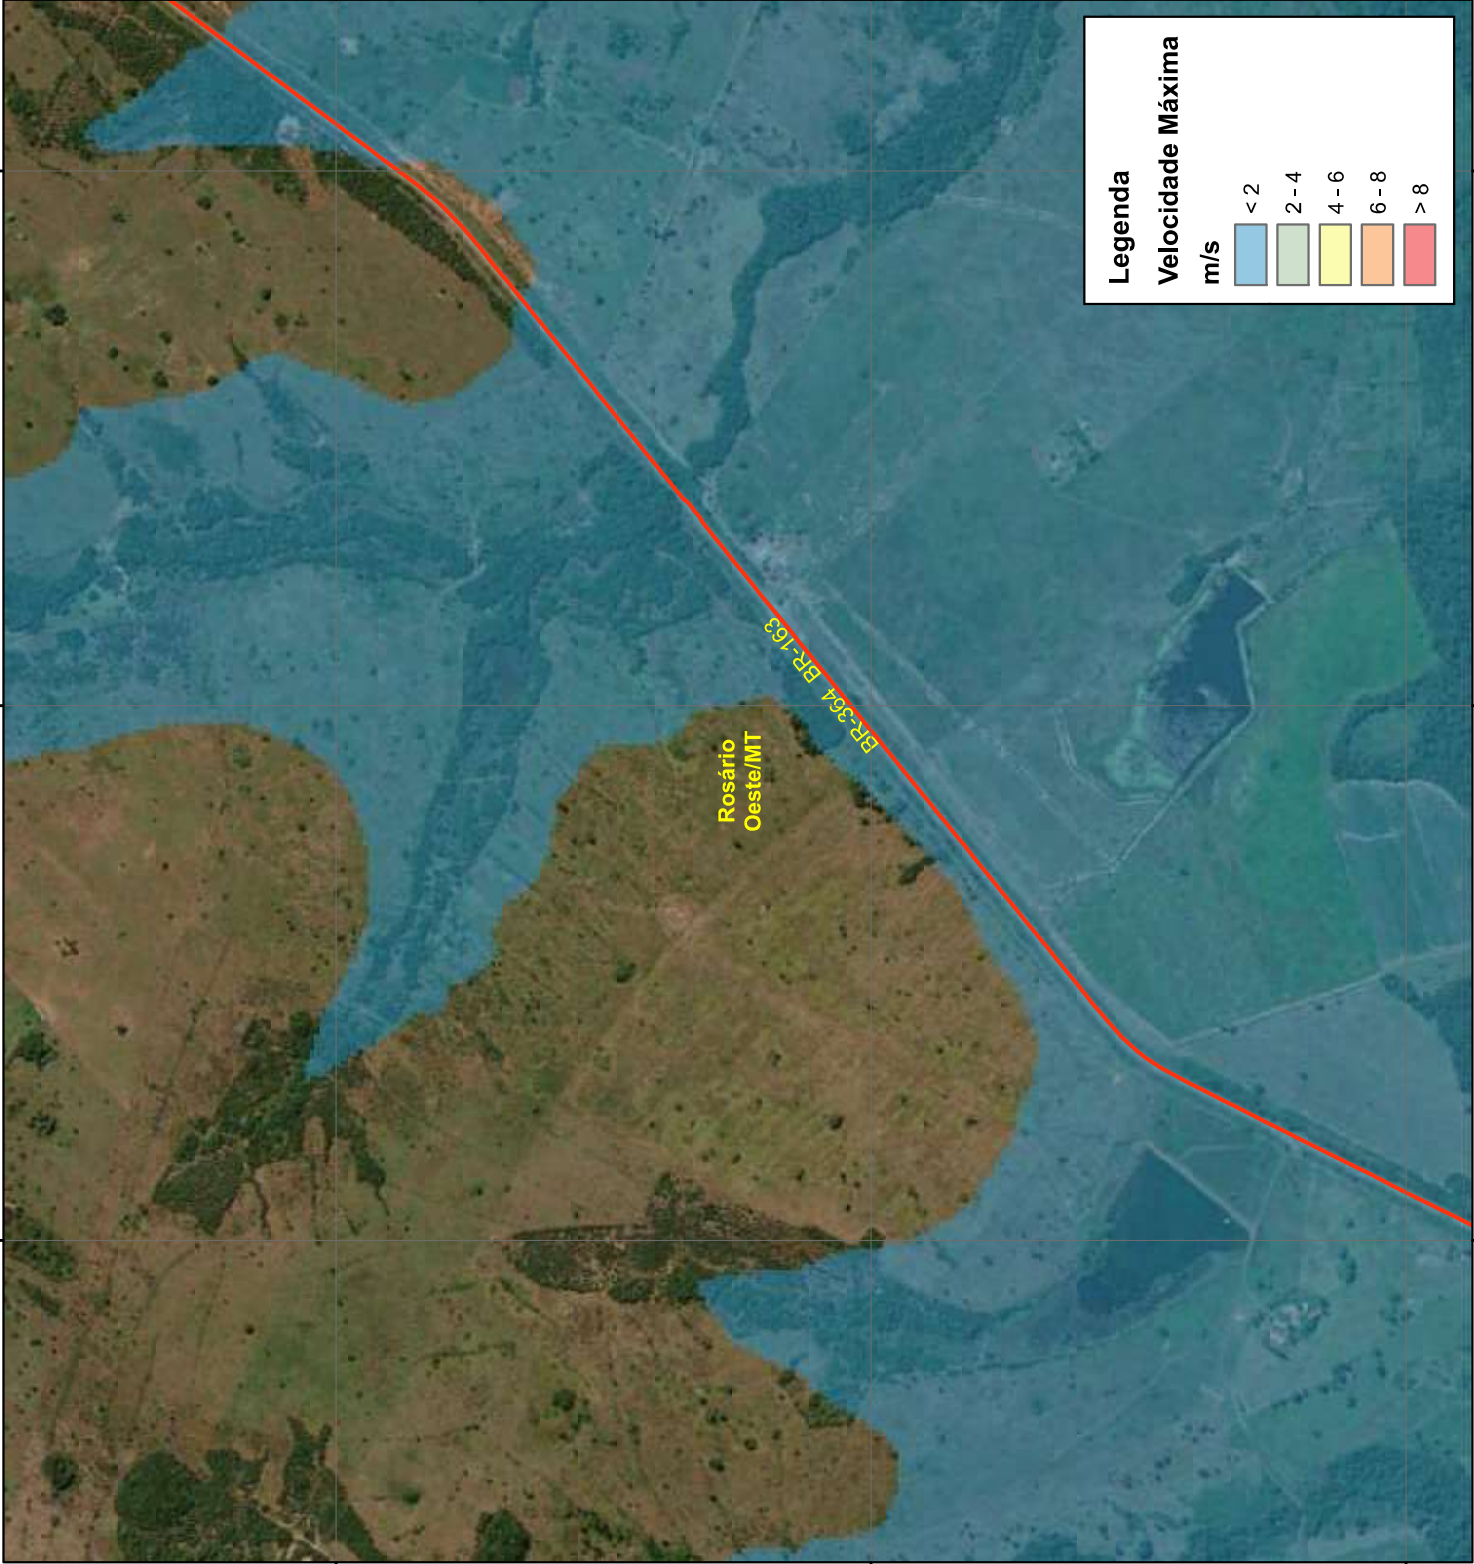 Legenda
Velocidade Máxima
m/s
< 2
2 - 4
4 - 6
6 - 8
> 8
BR-364 BR-163
Rosário
Oeste/MT